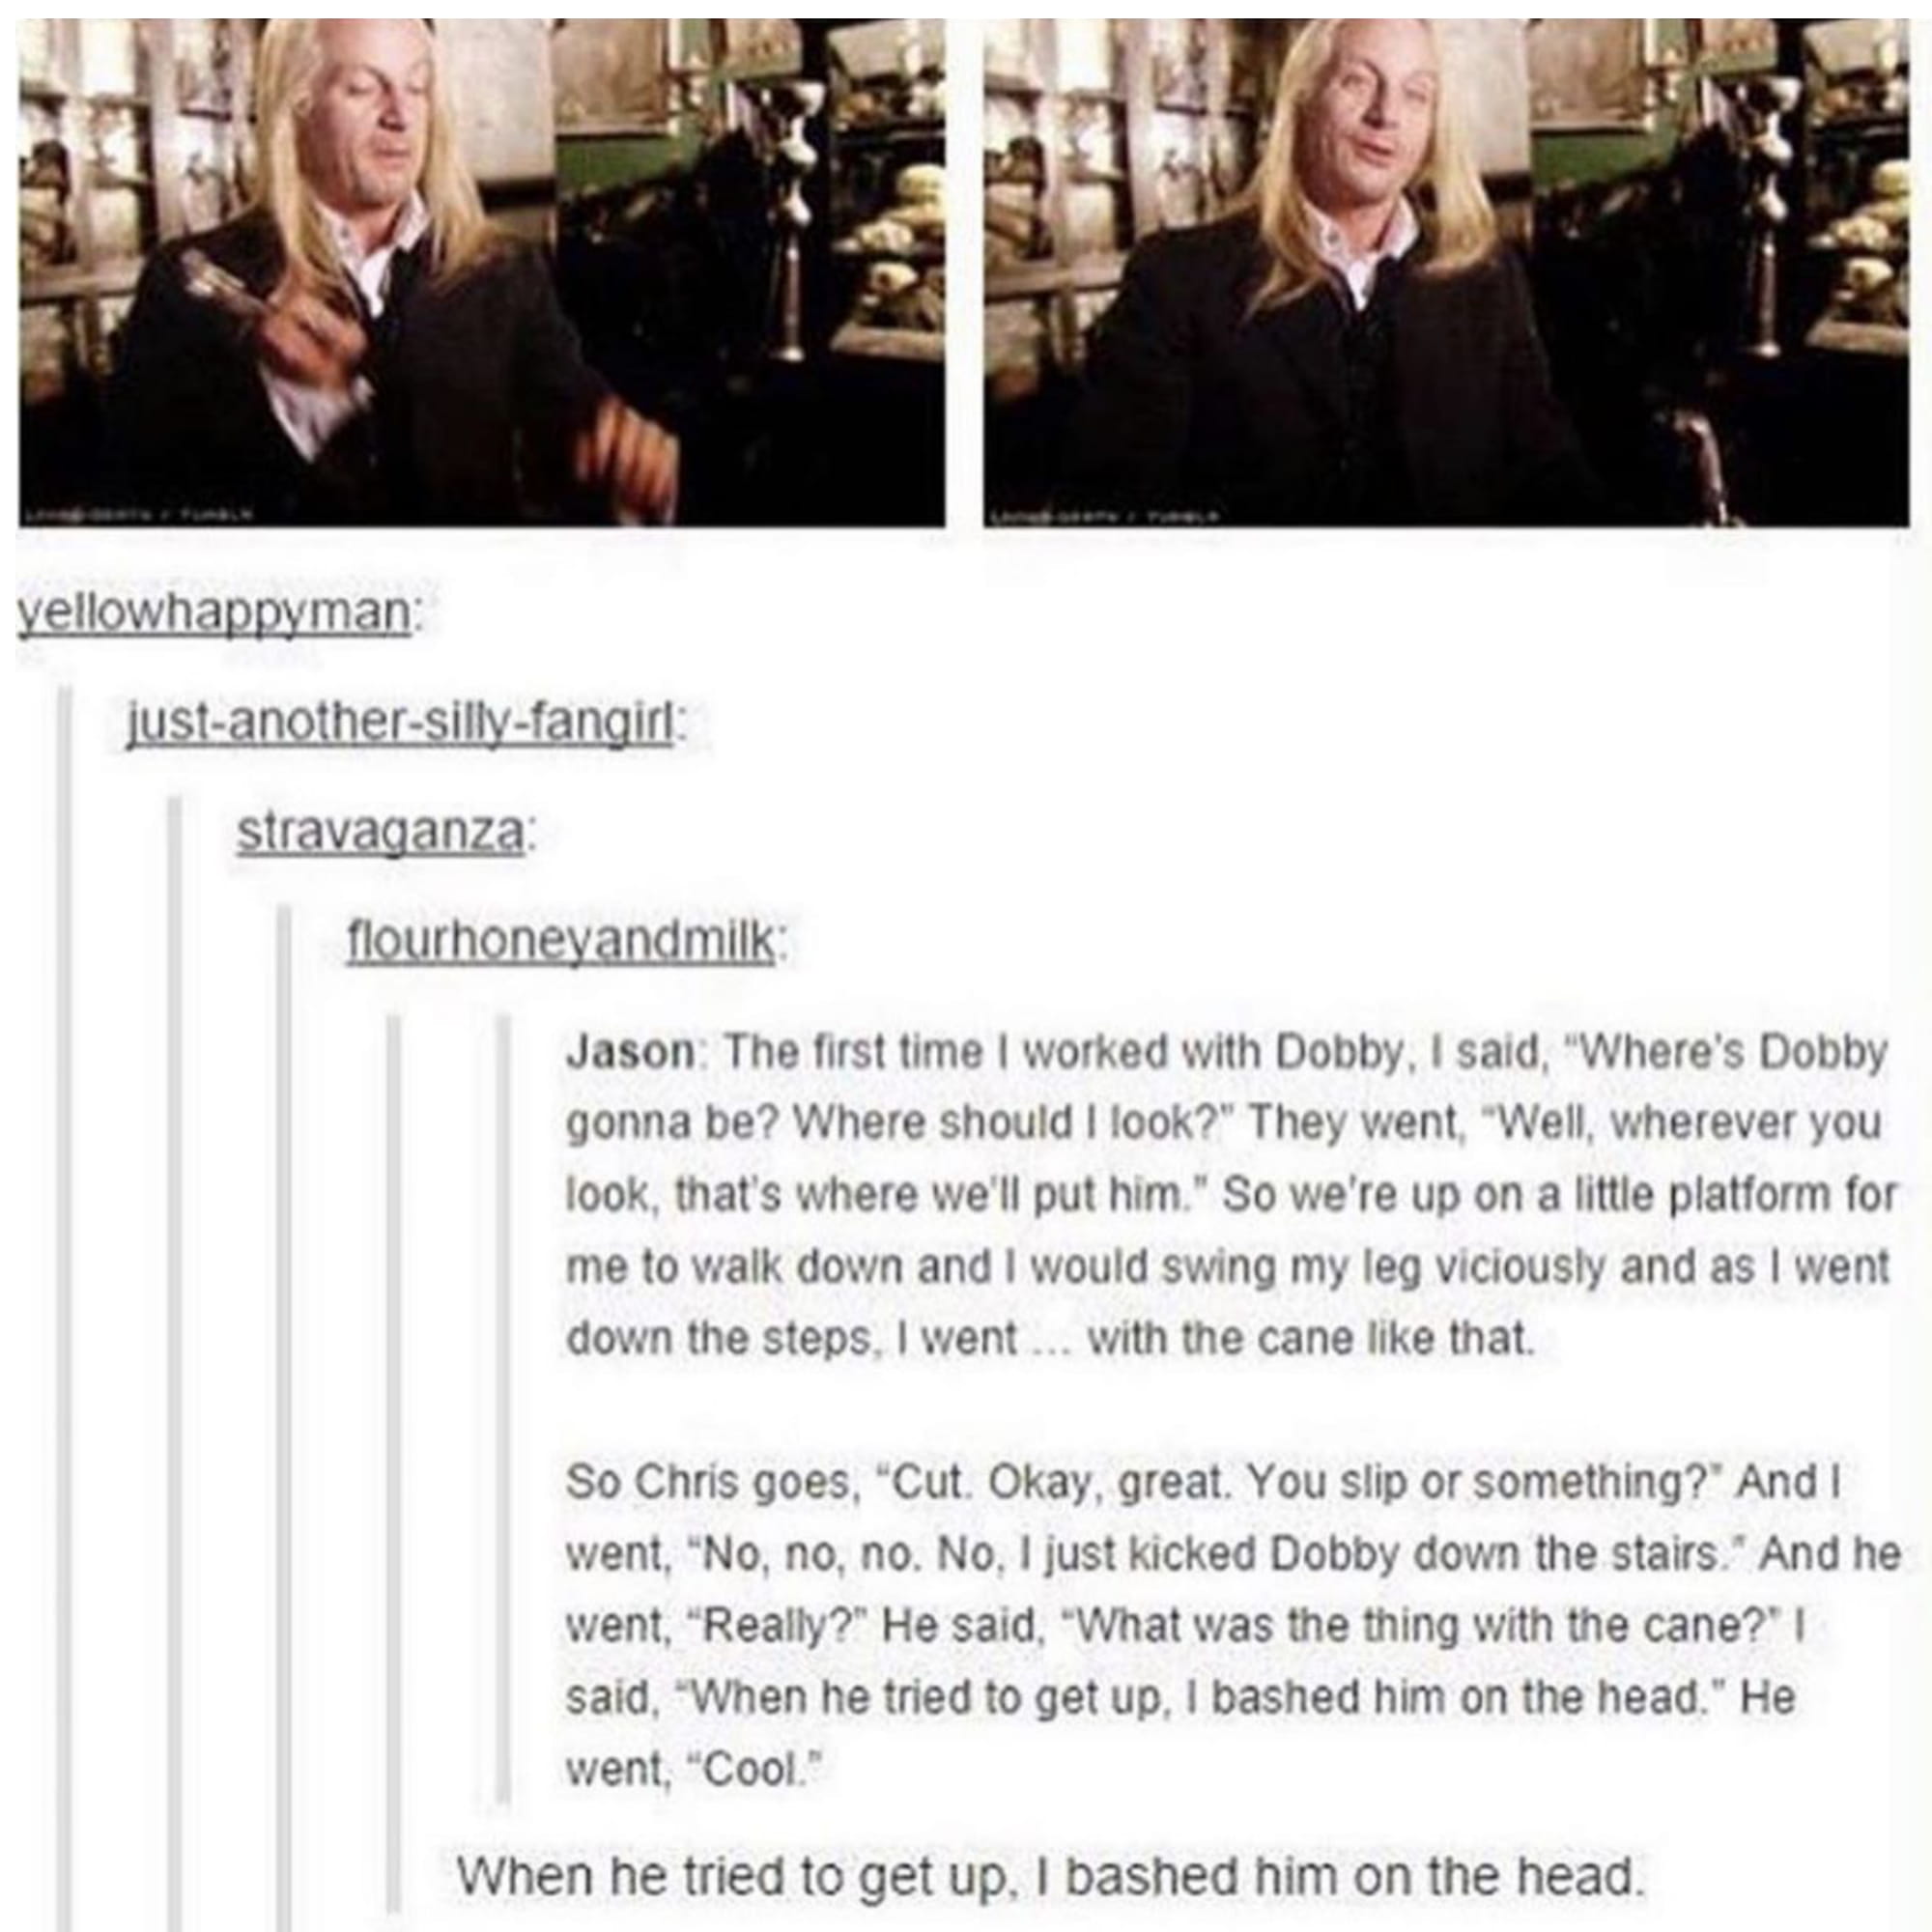 yellowhappyman:
just-another-silly-fangirl:
stravaganza:
flourhoneyandmilk:
Jason: The first time I worked with Dobby, I said, “Where's Dobby
gonna be? Where should I look?” They went, “Well, wherever you
look, that's where we'll put him.” So we're up on a little platform for
me to walk down and I would swing my leg viciously and as I went
down the steps, I went ... with the cane like that.
So Chris goes, “Cut. Okay, great. You slip or something?” And I
went, “No, no, no. No, I just kicked Dobby down the stairs.” And he
went, “Really?” He said, “What was the thing with the cane?” I
said, “When he tried to get up, I bashed him on the head.” He
went, “Cool.”
When he tried to get up, I bashed him on the head.